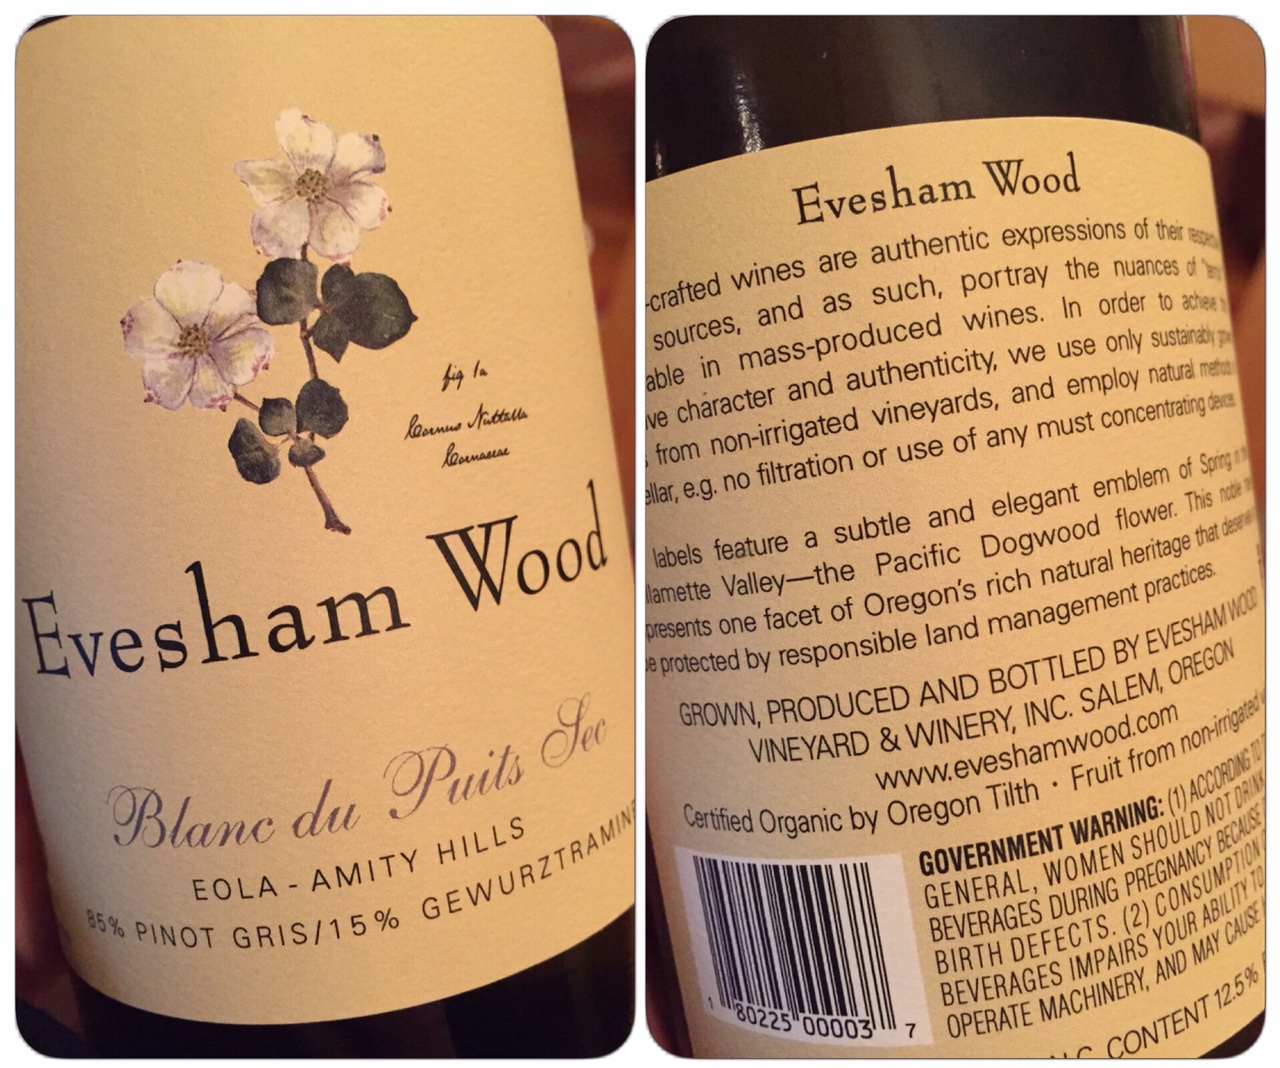 fig 1a
Cornus Nuttalla
Cornaceae
Evesham Wood
Blanc du Puits Sec
EOLA - AMITY HILLS
85% PINOT GRIS/15% GEWURZTRAMINE
Evesham Wood
-crafted wines are authentic expressions of their
sources, and as such, portray the nuances of
able in mass-produced wines. In order to achieve
ve character and authenticity, we use only sustainably
from non-irrigated vineyards, and employ natural methods
ellar, e.g. no filtration or use of any must concentrating devices.
labels feature a subtle and elegant emblem of Spring in
lamette Valley—the Pacific Dogwood flower. This noble
presents one facet of Oregon's rich natural heritage that deserves
be protected by responsible land management practices.
GROWN, PRODUCED AND BOTTLED BY EVESHAM WOOD
VINEYARD & WINERY, INC. SALEM, OREGON
www.eveshamwood.com
Certified Organic by Oregon Tilth · Fruit from non-irrigated
GOVERNMENT WARNING: (1) ACCORDING TO
GENERAL, WOMEN SHOULD NOT DRINK
BEVERAGES DURING PREGNANCY BECAUSE
BIRTH DEFECTS. (2) CONSUMPTION
BEVERAGES IMPAIRS YOUR ABILITY TO
OPERATE MACHINERY, AND MAY CAUSE
LC. CONTENT 12.5%
1 80225 00003 7